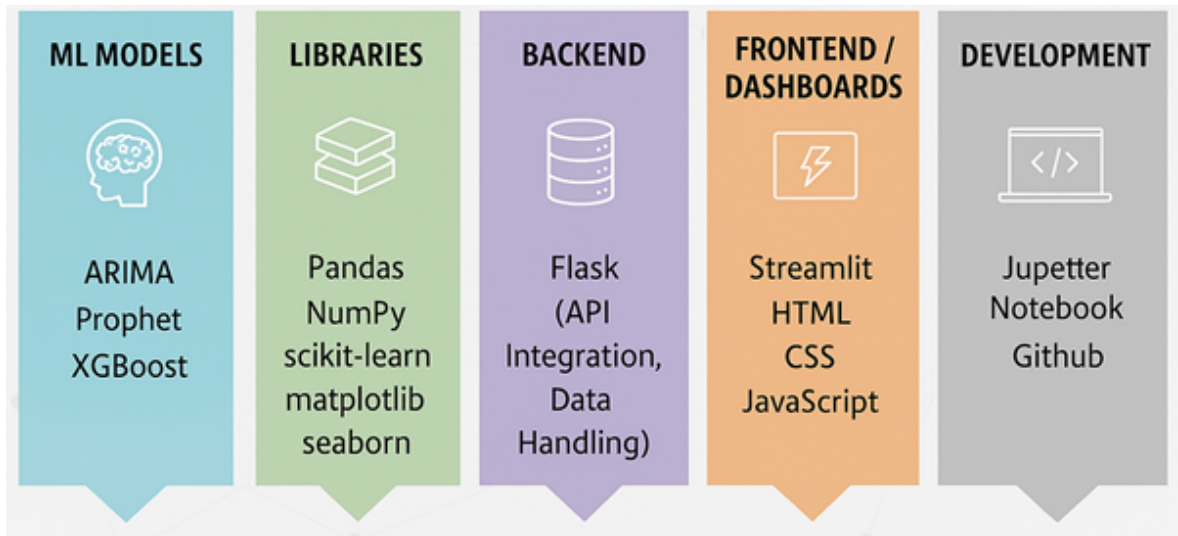 ML MODELS
ARIMA
Prophet
XGBoost
LIBRARIES
Pandas
NumPy
scikit-learn
matplotlib
seaborn
BACKEND
Flask
(API
Integration,
Data
Handling)
FRONTEND /
DASHBOARDS
Streamlit
HTML
CSS
JavaScript
DEVELOPMENT
</>
Jupetter
Notebook
Github